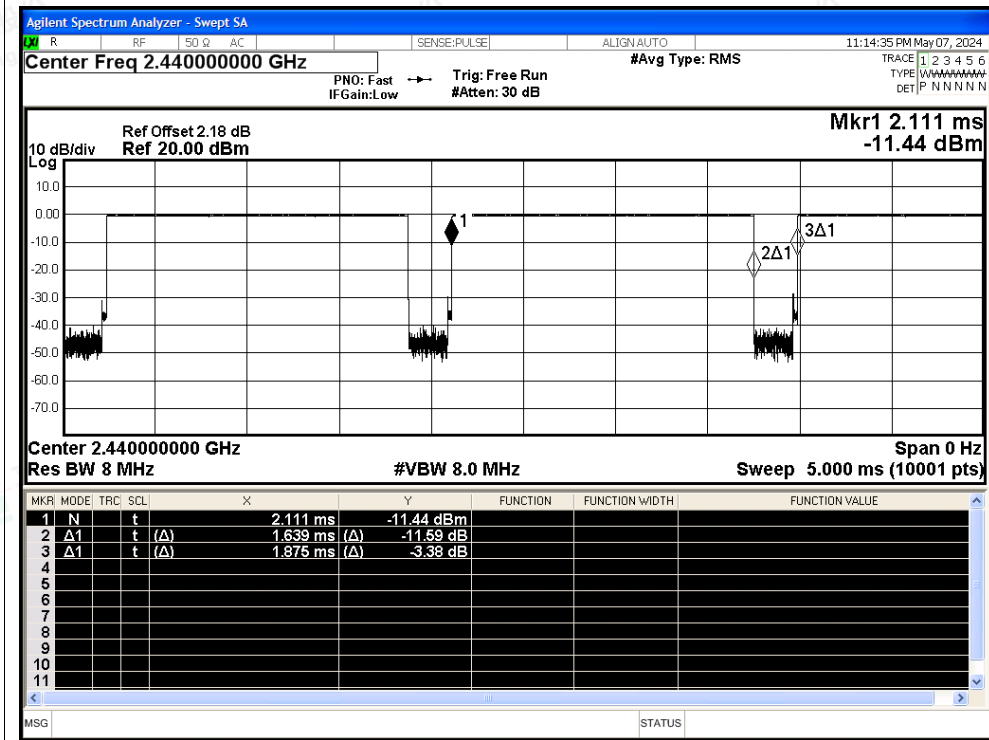 Agilent Spectrum Analyzer - Swept SA
LXI R RF 50 Ω AC SENSE:PULSE ALIGN AUTO 11:14:35 PM May 07, 2024
Center Freq 2.440000000 GHz #Avg Type: RMS TRACE 1 2 3 4 5 6
PNO: Fast Trig: Free Run TYPE
IFGain:Low #Atten: 30 dB DET P N N N N N
Mkr1 2.111 ms
Ref Offset 2.18 dB -11.44 dBm
10 dB/div Ref 20.00 dBm
Log
10.0
0.00
1
-10.0 3Δ1
2Δ1
-20.0
-30.0
-40.0
-50.0
-60.0
-70.0
Center 2.440000000 GHz Span 0 Hz
Res BW 8 MHz #VBW 8.0 MHz Sweep 5.000 ms (10001 pts)
MKR MODE TRC SCL X Y FUNCTION FUNCTION WIDTH FUNCTION VALUE
1 N t 2.111 ms -11.44 dBm
2 Δ1 t (Δ) 1.639 ms (Δ) -11.59 dB
3 Δ1 t (Δ) 1.875 ms (Δ) -3.38 dB
4
5
6
7
8
9
10
11
MSG STATUS